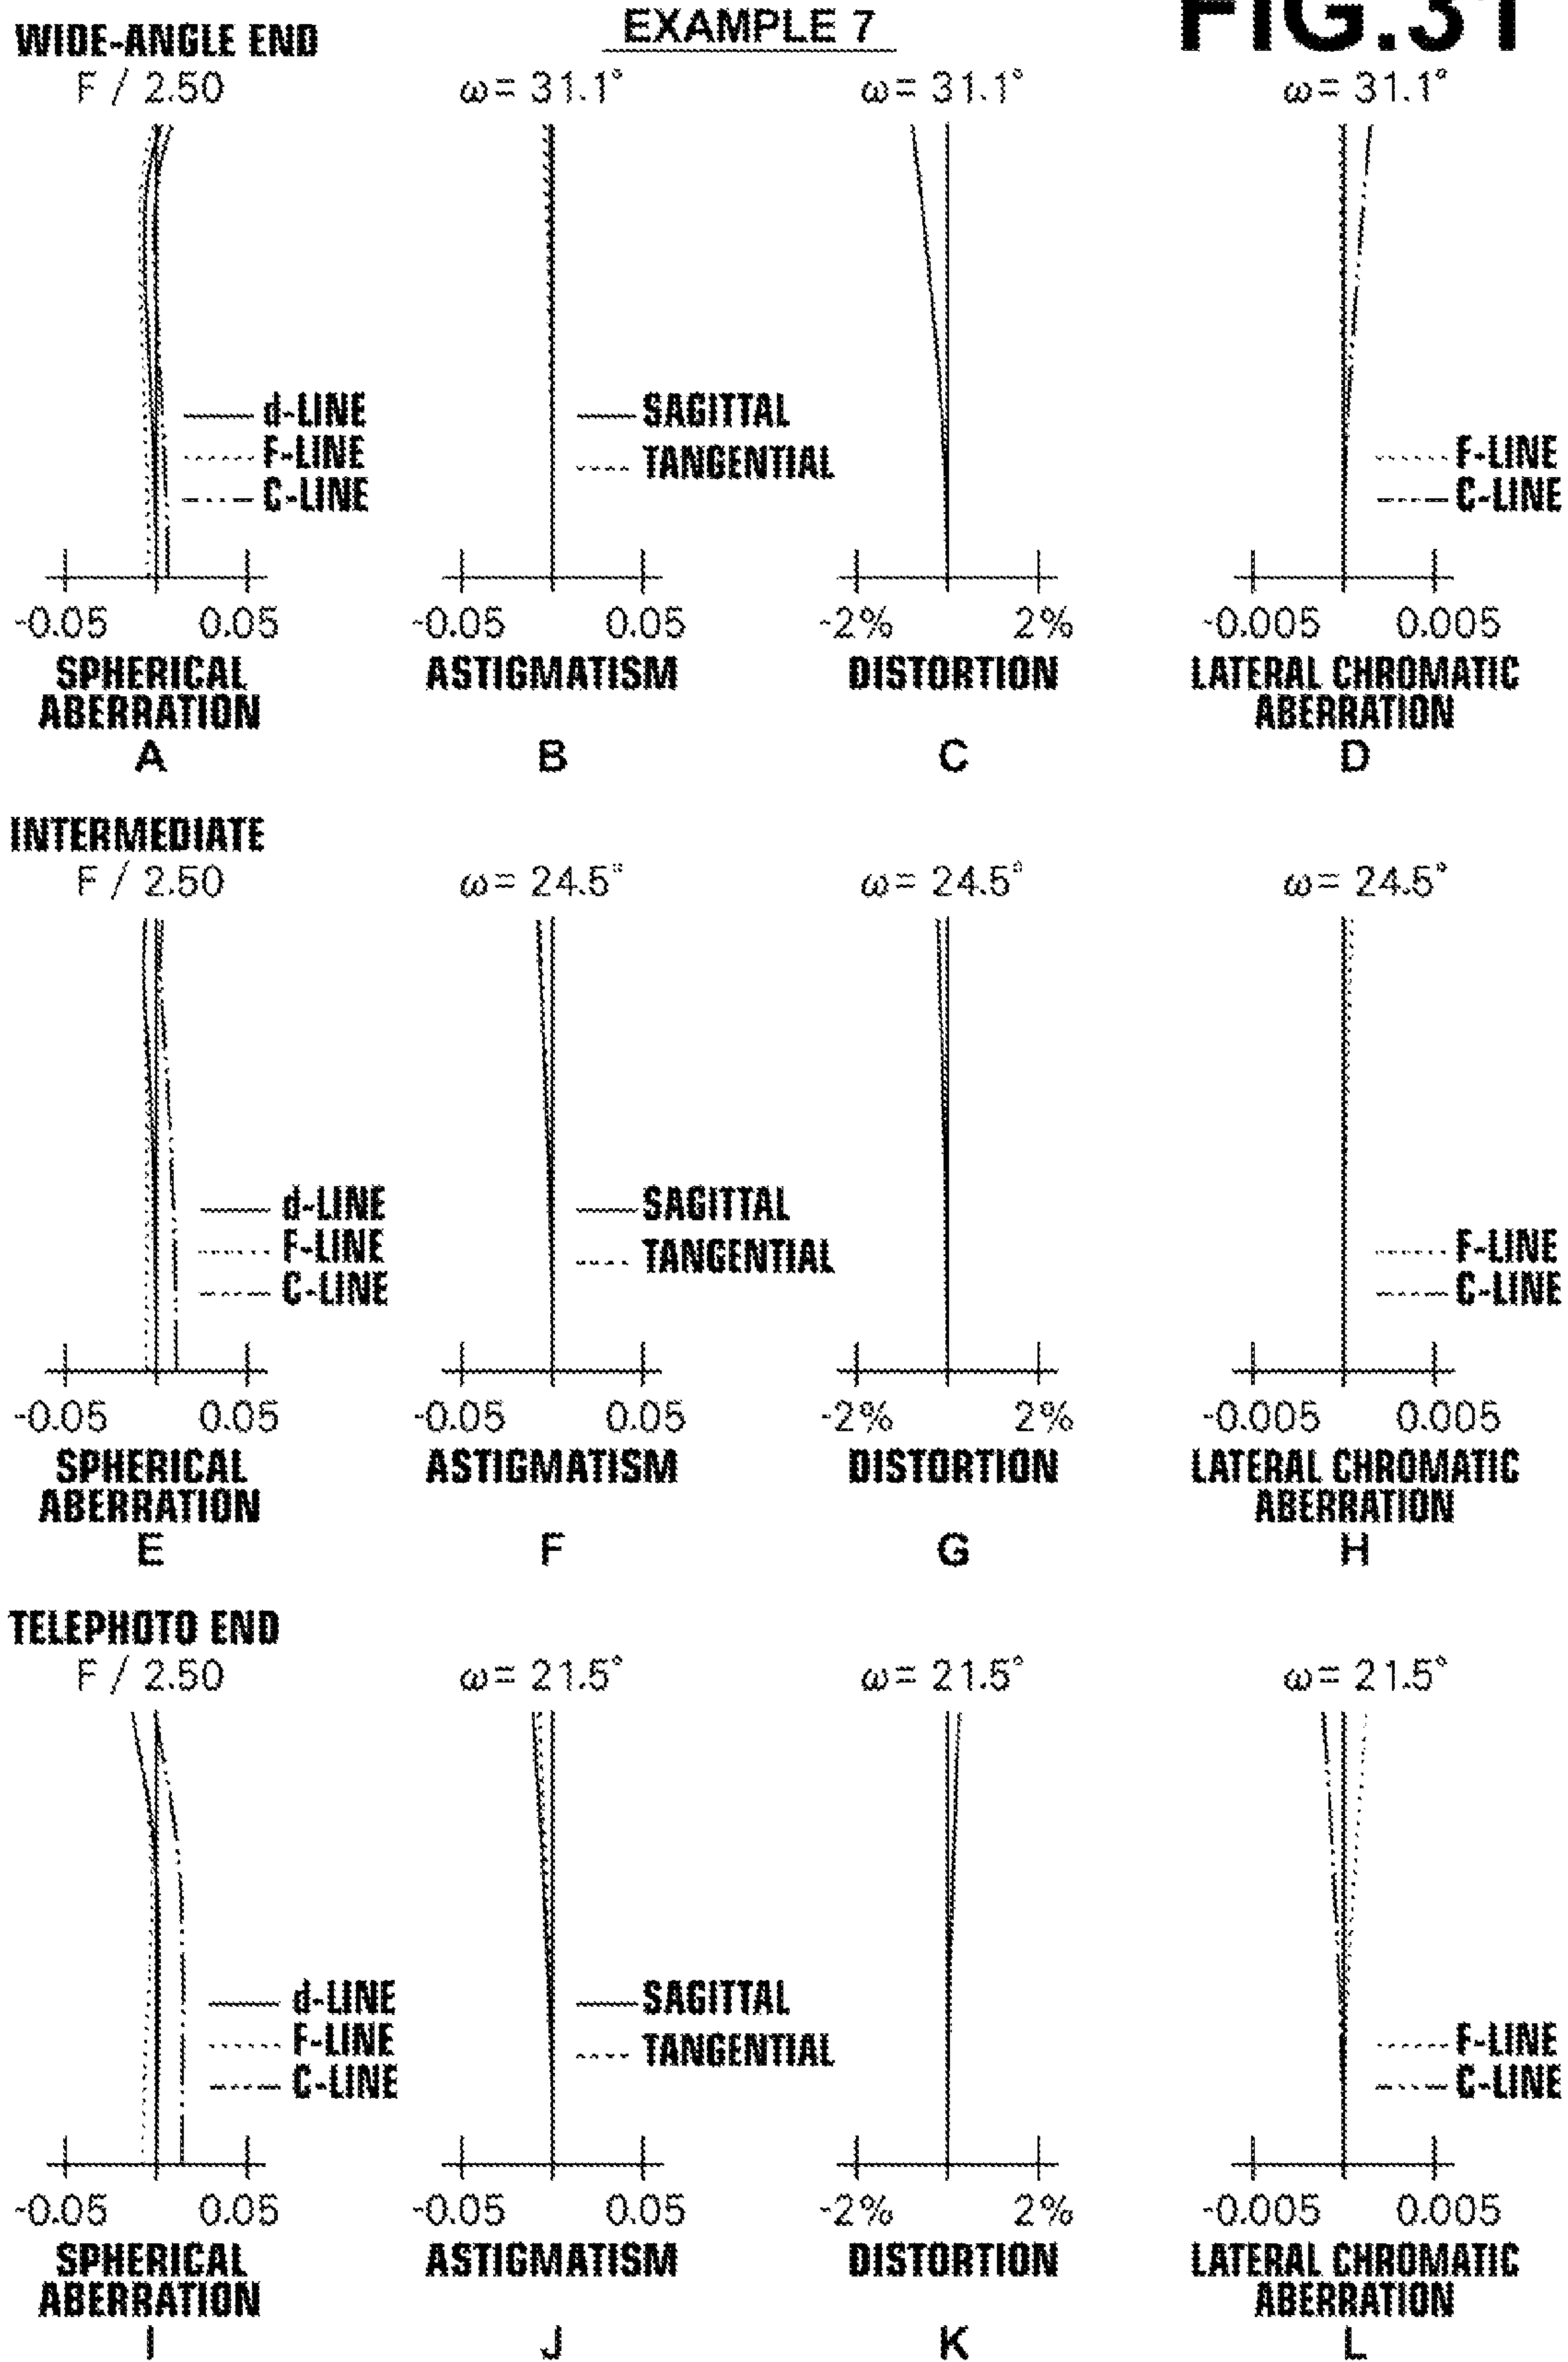 EXAMPLE 7
FIG.31
WIDE-ANGLE END
F / 2.50
ω= 31.1°
ω= 31.1°
ω= 31.1°
d-LINE
F-LINE
C-LINE
SAGITTAL
TANGENTIAL
F-LINE
C-LINE
-0.05 0.05
-0.05 0.05
-2% 2%
-0.005 0.005
SPHERICAL
ABERRATION
ASTIGMATISM
DISTORTION
LATERAL CHROMATIC
ABERRATION
A
B
C
D
INTERMEDIATE
F / 2.50
ω= 24.5°
ω= 24.5°
ω= 24.5°
d-LINE
F-LINE
C-LINE
SAGITTAL
TANGENTIAL
F-LINE
C-LINE
-0.05 0.05
-0.05 0.05
-2% 2%
-0.005 0.005
SPHERICAL
ABERRATION
ASTIGMATISM
DISTORTION
LATERAL CHROMATIC
ABERRATION
E
F
G
H
TELEPHOTO END
F / 2.50
ω= 21.5°
ω= 21.5°
ω= 21.5°
d-LINE
F-LINE
C-LINE
SAGITTAL
TANGENTIAL
F-LINE
C-LINE
-0.05 0.05
-0.05 0.05
-2% 2%
-0.005 0.005
SPHERICAL
ABERRATION
ASTIGMATISM
DISTORTION
LATERAL CHROMATIC
ABERRATION
I
J
K
L